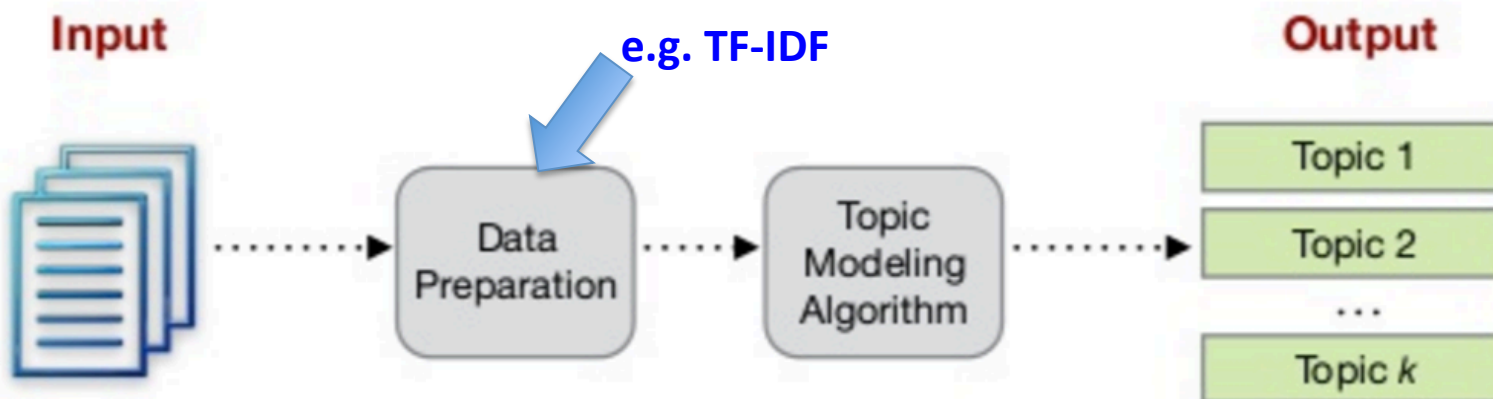 Input
e.g. TF-IDF
Output
Data
Preparation
Topic
Modeling
Algorithm
Topic 1
Topic 2
...
Topic k